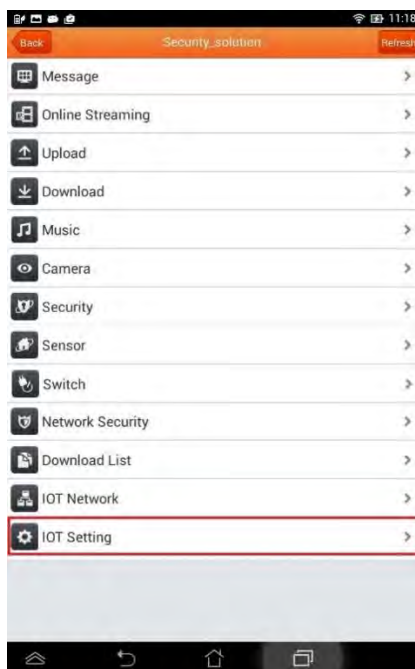 11:18
Back
Security_solution
Refresh
Message
Online Streaming
Upload
Download
Music
Camera
Security
Sensor
Switch
Network Security
Download List
IOT Network
IOT Setting